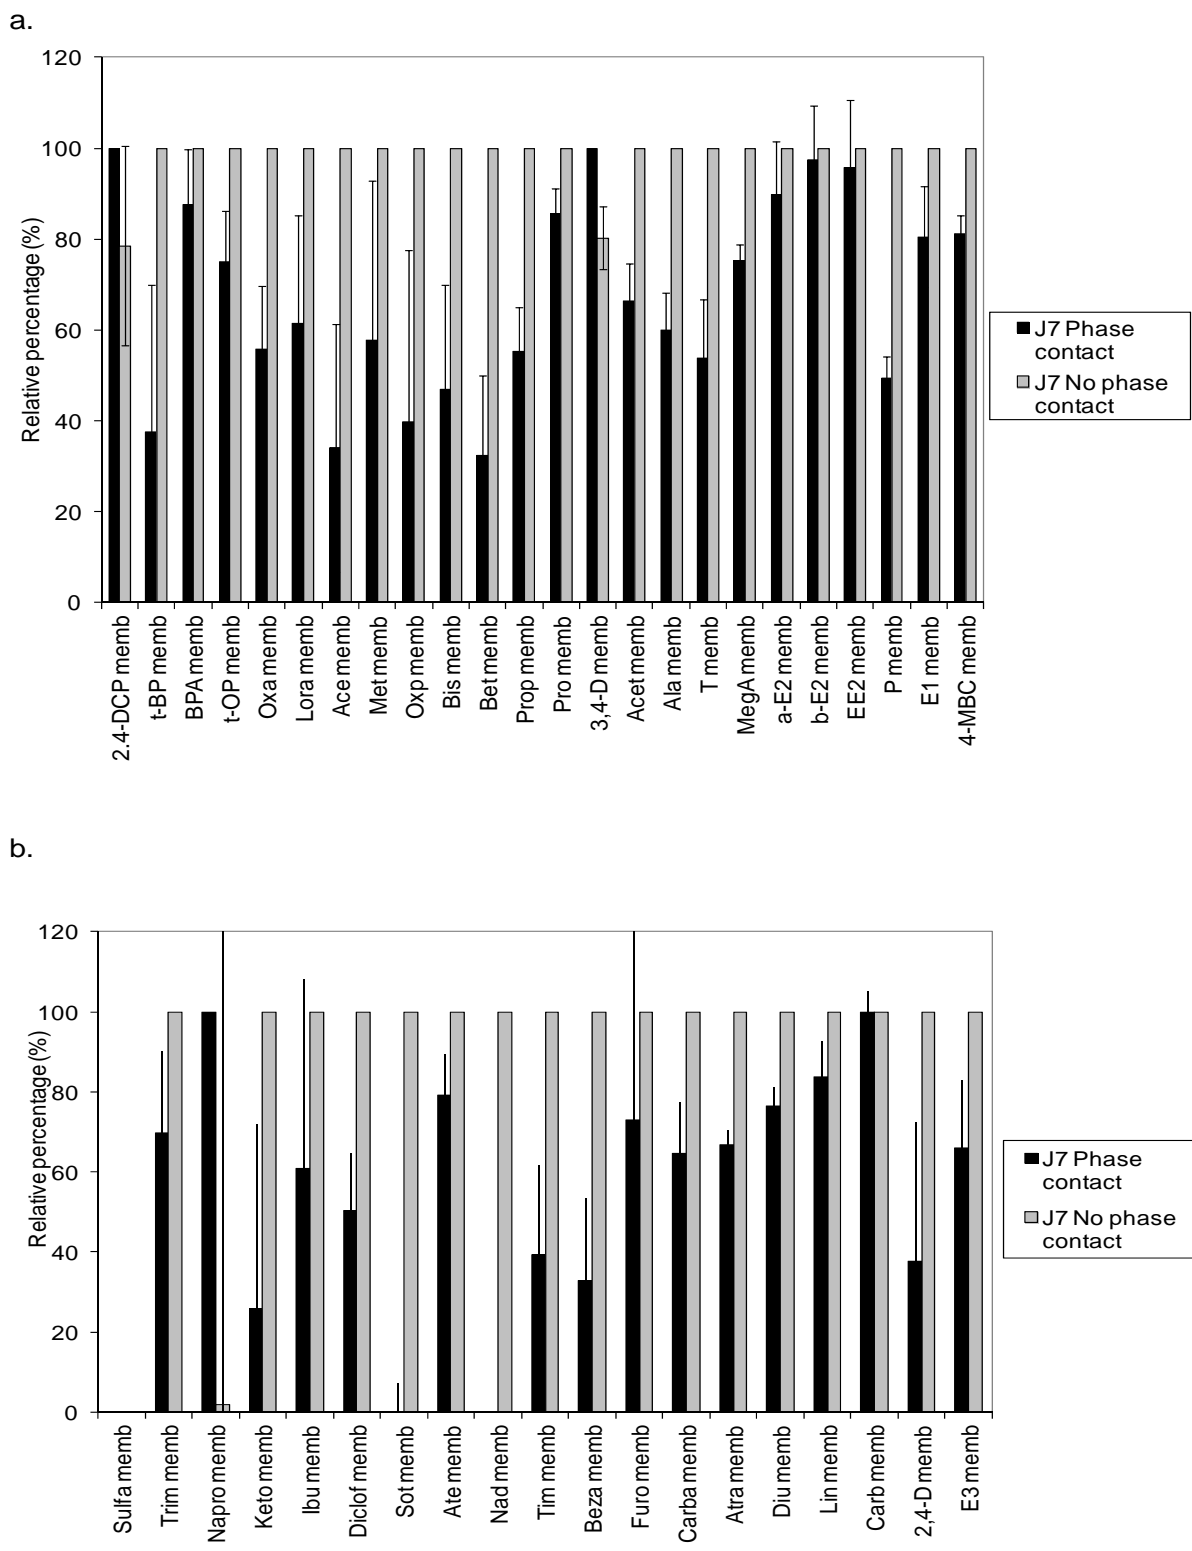 a.
120
100
80
60
40
20
0
Relative percentage (%)
2.4-DCP memb
t-BP memb
BPA memb
t-OP memb
Oxa memb
Lora memb
Ace memb
Met memb
Oxp memb
Bis memb
Bet memb
Prop memb
Pro memb
3,4-D memb
Acet memb
Ala memb
T memb
MegA memb
a-E2 memb
b-E2 memb
EE2 memb
P memb
E1 memb
4-MBC memb
J7 Phase
contact
J7 No phase
contact
b.
120
100
80
60
40
20
0
Relative percentage (%)
Sulfa memb
Trim memb
Napro memb
Keto memb
Ibu memb
Diclof memb
Sot memb
Ate memb
Nad memb
Tim memb
Beza memb
Furo memb
Carba memb
Atra memb
Diu memb
Lin memb
Carb memb
2,4-D memb
E3 memb
J7 Phase
contact
J7 No phase
contact